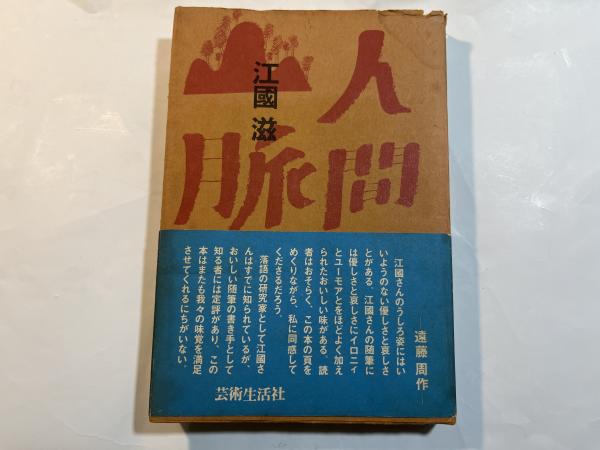 人間
脈
江國 滋
遠藤周作
江國さんのうしろ姿にはい
いようのない優しさと哀しさ
とがある。江國さんの随筆に
は優しさと哀しさにイロニィ
とユーモアとをほどよく加え
られたおいしい味がある。読
者はおそらく、この本の頁を
めくりながら、私に同感して
くださるだろう。
落語の研究家として江國さ
んはすでに知られているが、
おいしい随筆の書き手として
知る者には定評があり、この
本はまたも我々の味覚を満足
させてくれるにちがいない。
芸術生活社